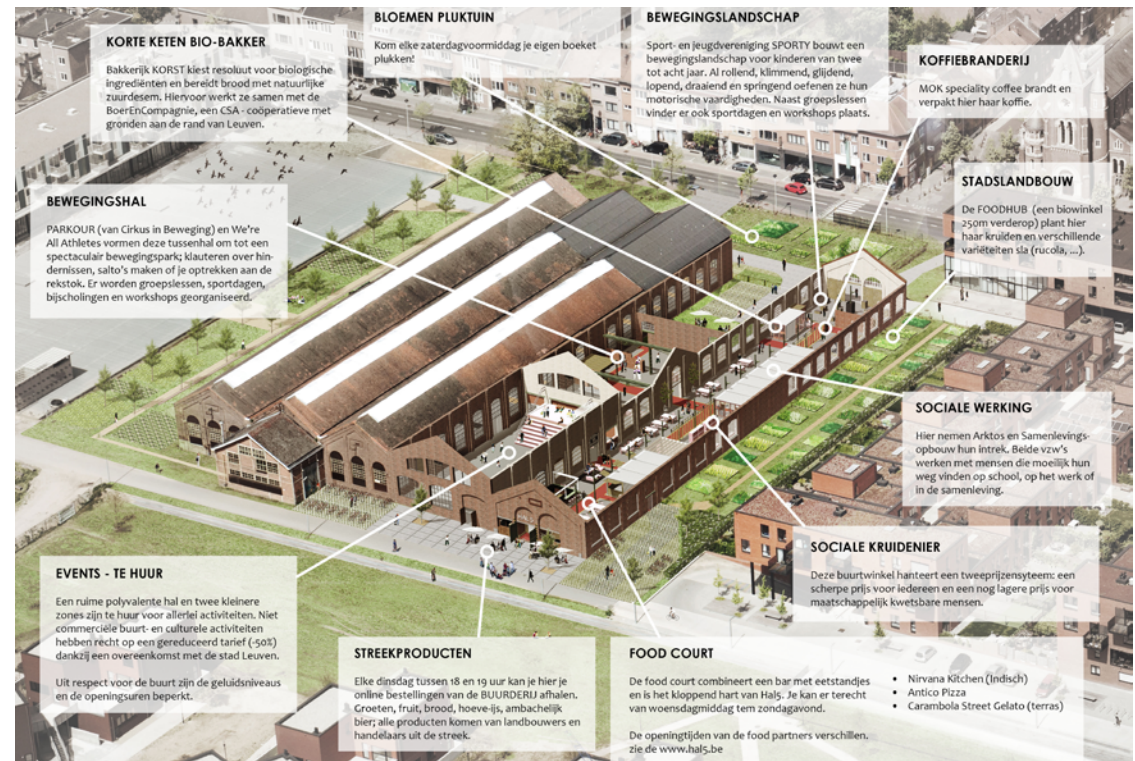 KORTE KETEN BIO-BAKKER
Bakkerijk KORST kiest resoluut voor biologische
ingrediënten en bereidt brood met natuurlijke
zuurdesem. Hiervoor werkt ze samen met de
BoerEnCompagnie, een CSA - coöperatieve met
gronden aan de rand van Leuven.
BLOEMEN PLUKTUIN
Kom elke zaterdagvoormiddag je eigen boeket
plukken!
BEWEGINGSLANDSCHAP
Sport- en jeugdvereniging SPORTY bouwt een
bewegingslandschap voor kinderen van twee
tot acht jaar. Al rollend, klimmend, glijdend,
lopend, draaiend en springend oefenen ze hun
motorische vaardigheden. Naast groepslessen
vinder er ook sportdagen en workshops plaats.
KOFFIEBRANDERIJ
MOK speciality coffee brandt en
verpakt hier haar koffie.
STADSLANDBOUW
De FOODHUB (een biowinkel
250m verderop) plant hier
haar kruiden en verschillende
variëteiten sla (rucola, ...).
BEWEGINGSHAL
PARKOUR (van Cirkus in Beweging) en We're
All Athletes vormen deze tussenhal om tot een
spectaculair bewegingspark; klauteren over hin-
dernissen, salto's maken of je optrekken aan de
rekstok. Er worden groepslessen, sportdagen,
bijscholingen en workshops georganiseerd.
SOCIALE WERKING
Hier nemen Arktos en Samenlevings-
opbouw hun intrek. Beide vzw's
werken met mensen die moeilijk hun
weg vinden op school, op het werk of
in de samenleving.
SOCIALE KRUIDENIER
Deze buurtwinkel hanteert een tweeprijzensyteem: een
scherpe prijs voor iedereen en een nog lagere prijs voor
maatschappelijk kwetsbare mensen.
EVENTS - TE HUUR
Een ruime polyvalente hal en twee kleinere
zones zijn te huur voor allerlei activiteiten. Niet
commerciële buurt- en culturele activiteiten
hebben recht op een gereduceerd tarief (-50%)
dankzij een overeenkomst met de stad Leuven.
Uit respect voor de buurt zijn de geluidsniveaus
en de openingsuren beperkt.
STREEKPRODUCTEN
Elke dinsdag tussen 18 en 19 uur kan je hier je
online bestellingen van de BUURDERIJ afhalen.
Groeten, fruit, brood, hoeve-ijs, ambachelijk
bier; alle producten komen van landbouwers en
handelaars uit de streek.
FOOD COURT
De food court combineert een bar met eetstandjes
en is het kloppend hart van Hal5. Je kan er terecht
van woensdagmiddag tem zondagavond.
De openingtijden van de food partners verschillen.
zie de www.hal5.be
• Nirvana Kitchen (Indisch)
• Antico Pizza
• Carambola Street Gelato (terras)